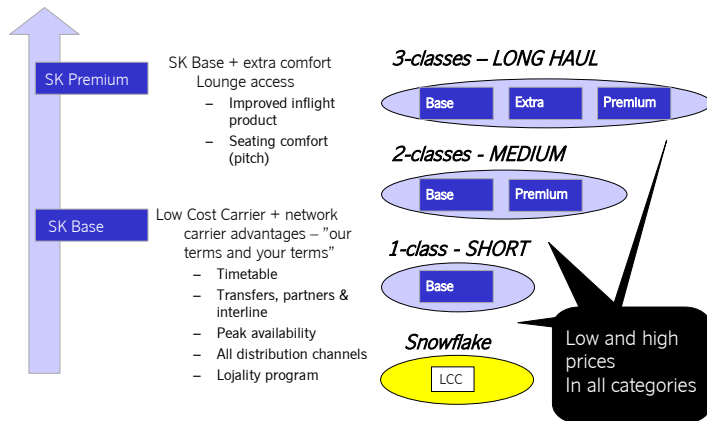 SK Premium
SK Base + extra comfort
Lounge access
– Improved inflight
product
– Seating comfort
(pitch)
SK Base
Low Cost Carrier + network
carrier advantages – ”our
terms and your terms”
– Timetable
– Transfers, partners &
interline
– Peak availability
– All distribution channels
– Lojality program
3-classes – LONG HAUL
Base
Extra
Premium
2-classes - MEDIUM
Base
Premium
1-class - SHORT
Base
Snowflake
LCC
Low and high
prices
In all categories